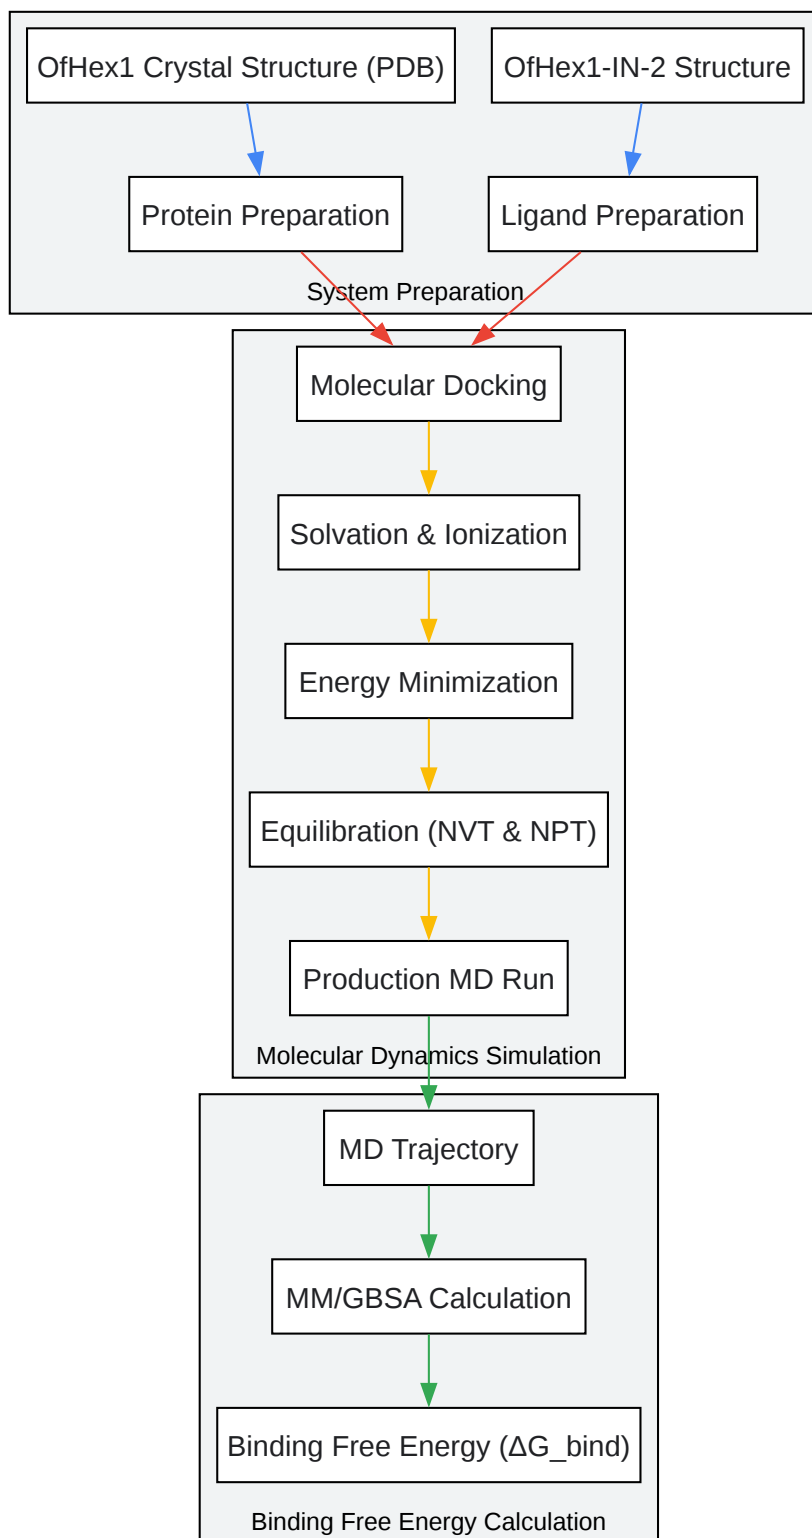 OfHex1 Crystal Structure (PDB)
OfHex1-IN-2 Structure
Protein Preparation
Ligand Preparation
System Preparation
Molecular Docking
Solvation & Ionization
Energy Minimization
Equilibration (NVT & NPT)
Production MD Run
Molecular Dynamics Simulation
MD Trajectory
MM/GBSA Calculation
Binding Free Energy (ΔG_bind)
Binding Free Energy Calculation